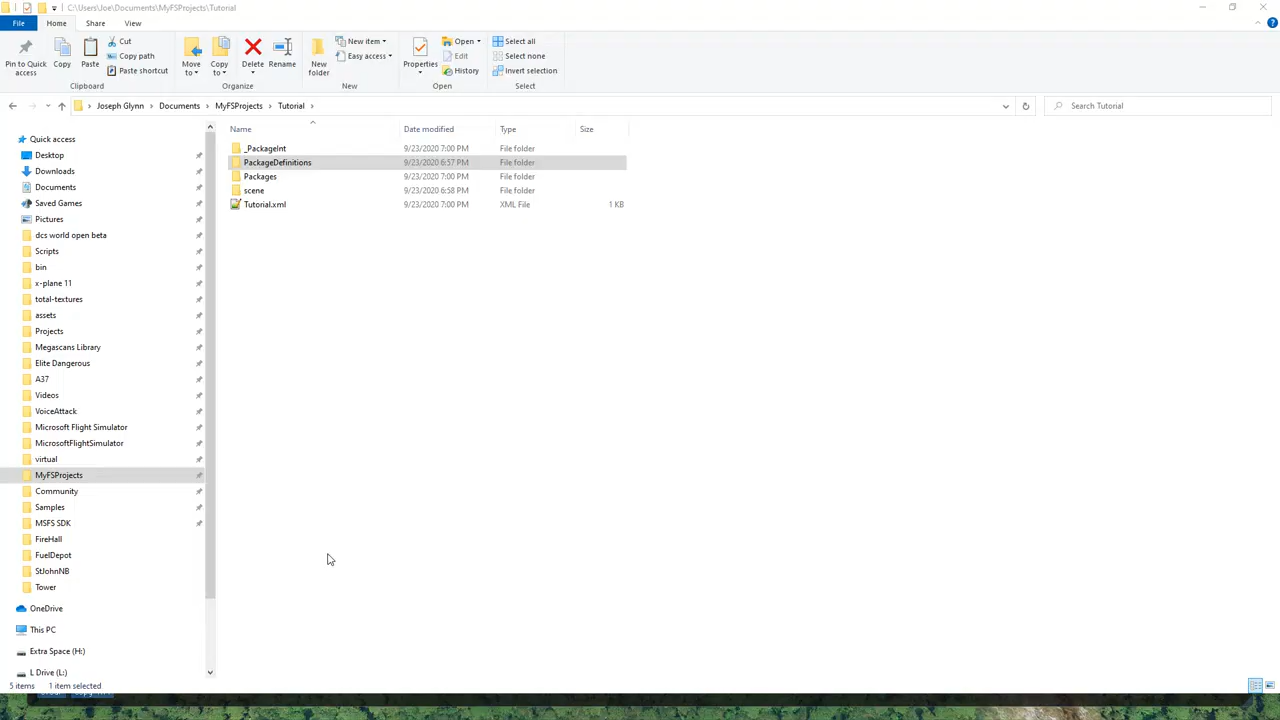 C:\Users\Joe\Documents\MyFSProjects\Tutorial
File Home Share View
Pin to Quick access
Copy
Paste
Cut
Copy path
Paste shortcut
Move to
Copy to
Delete
Rename
New folder
New item
Easy access
Properties
Open
Edit
History
Select all
Select none
Invert selection
Clipboard Organize New Open Select
Joseph Glynn > Documents > MyFSProjects > Tutorial >
Search Tutorial
Name Date modified Type Size
_PackageInt 9/23/2020 7:00 PM File folder
PackageDefinitions 9/23/2020 6:57 PM File folder
Packages 9/23/2020 7:00 PM File folder
scene 9/23/2020 6:58 PM File folder
Tutorial.xml 9/23/2020 7:00 PM XML File 1 KB
Quick access
Desktop
Downloads
Documents
Saved Games
Pictures
dcs world open beta
Scripts
bin
x-plane 11
total-textures
assets
Projects
Megascans Library
Elite Dangerous
A37
Videos
VoiceAttack
Microsoft Flight Simulator
MicrosoftFlightSimulator
virtual
MyFSProjects
Community
Samples
MSFS SDK
FireHall
FuelDepot
StJohnNB
Tower
OneDrive
This PC
Extra Space (H:)
L Drive (L:)
5 items 1 item selected